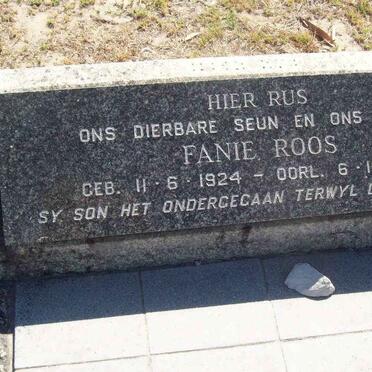 HIER RUS
ONS DIERBARE SEUN EN ONS
FANIE ROOS
GEB. 11·6·1924 – OORL. 6·1
SY SON HET ONDERGEGAAN TERWYL